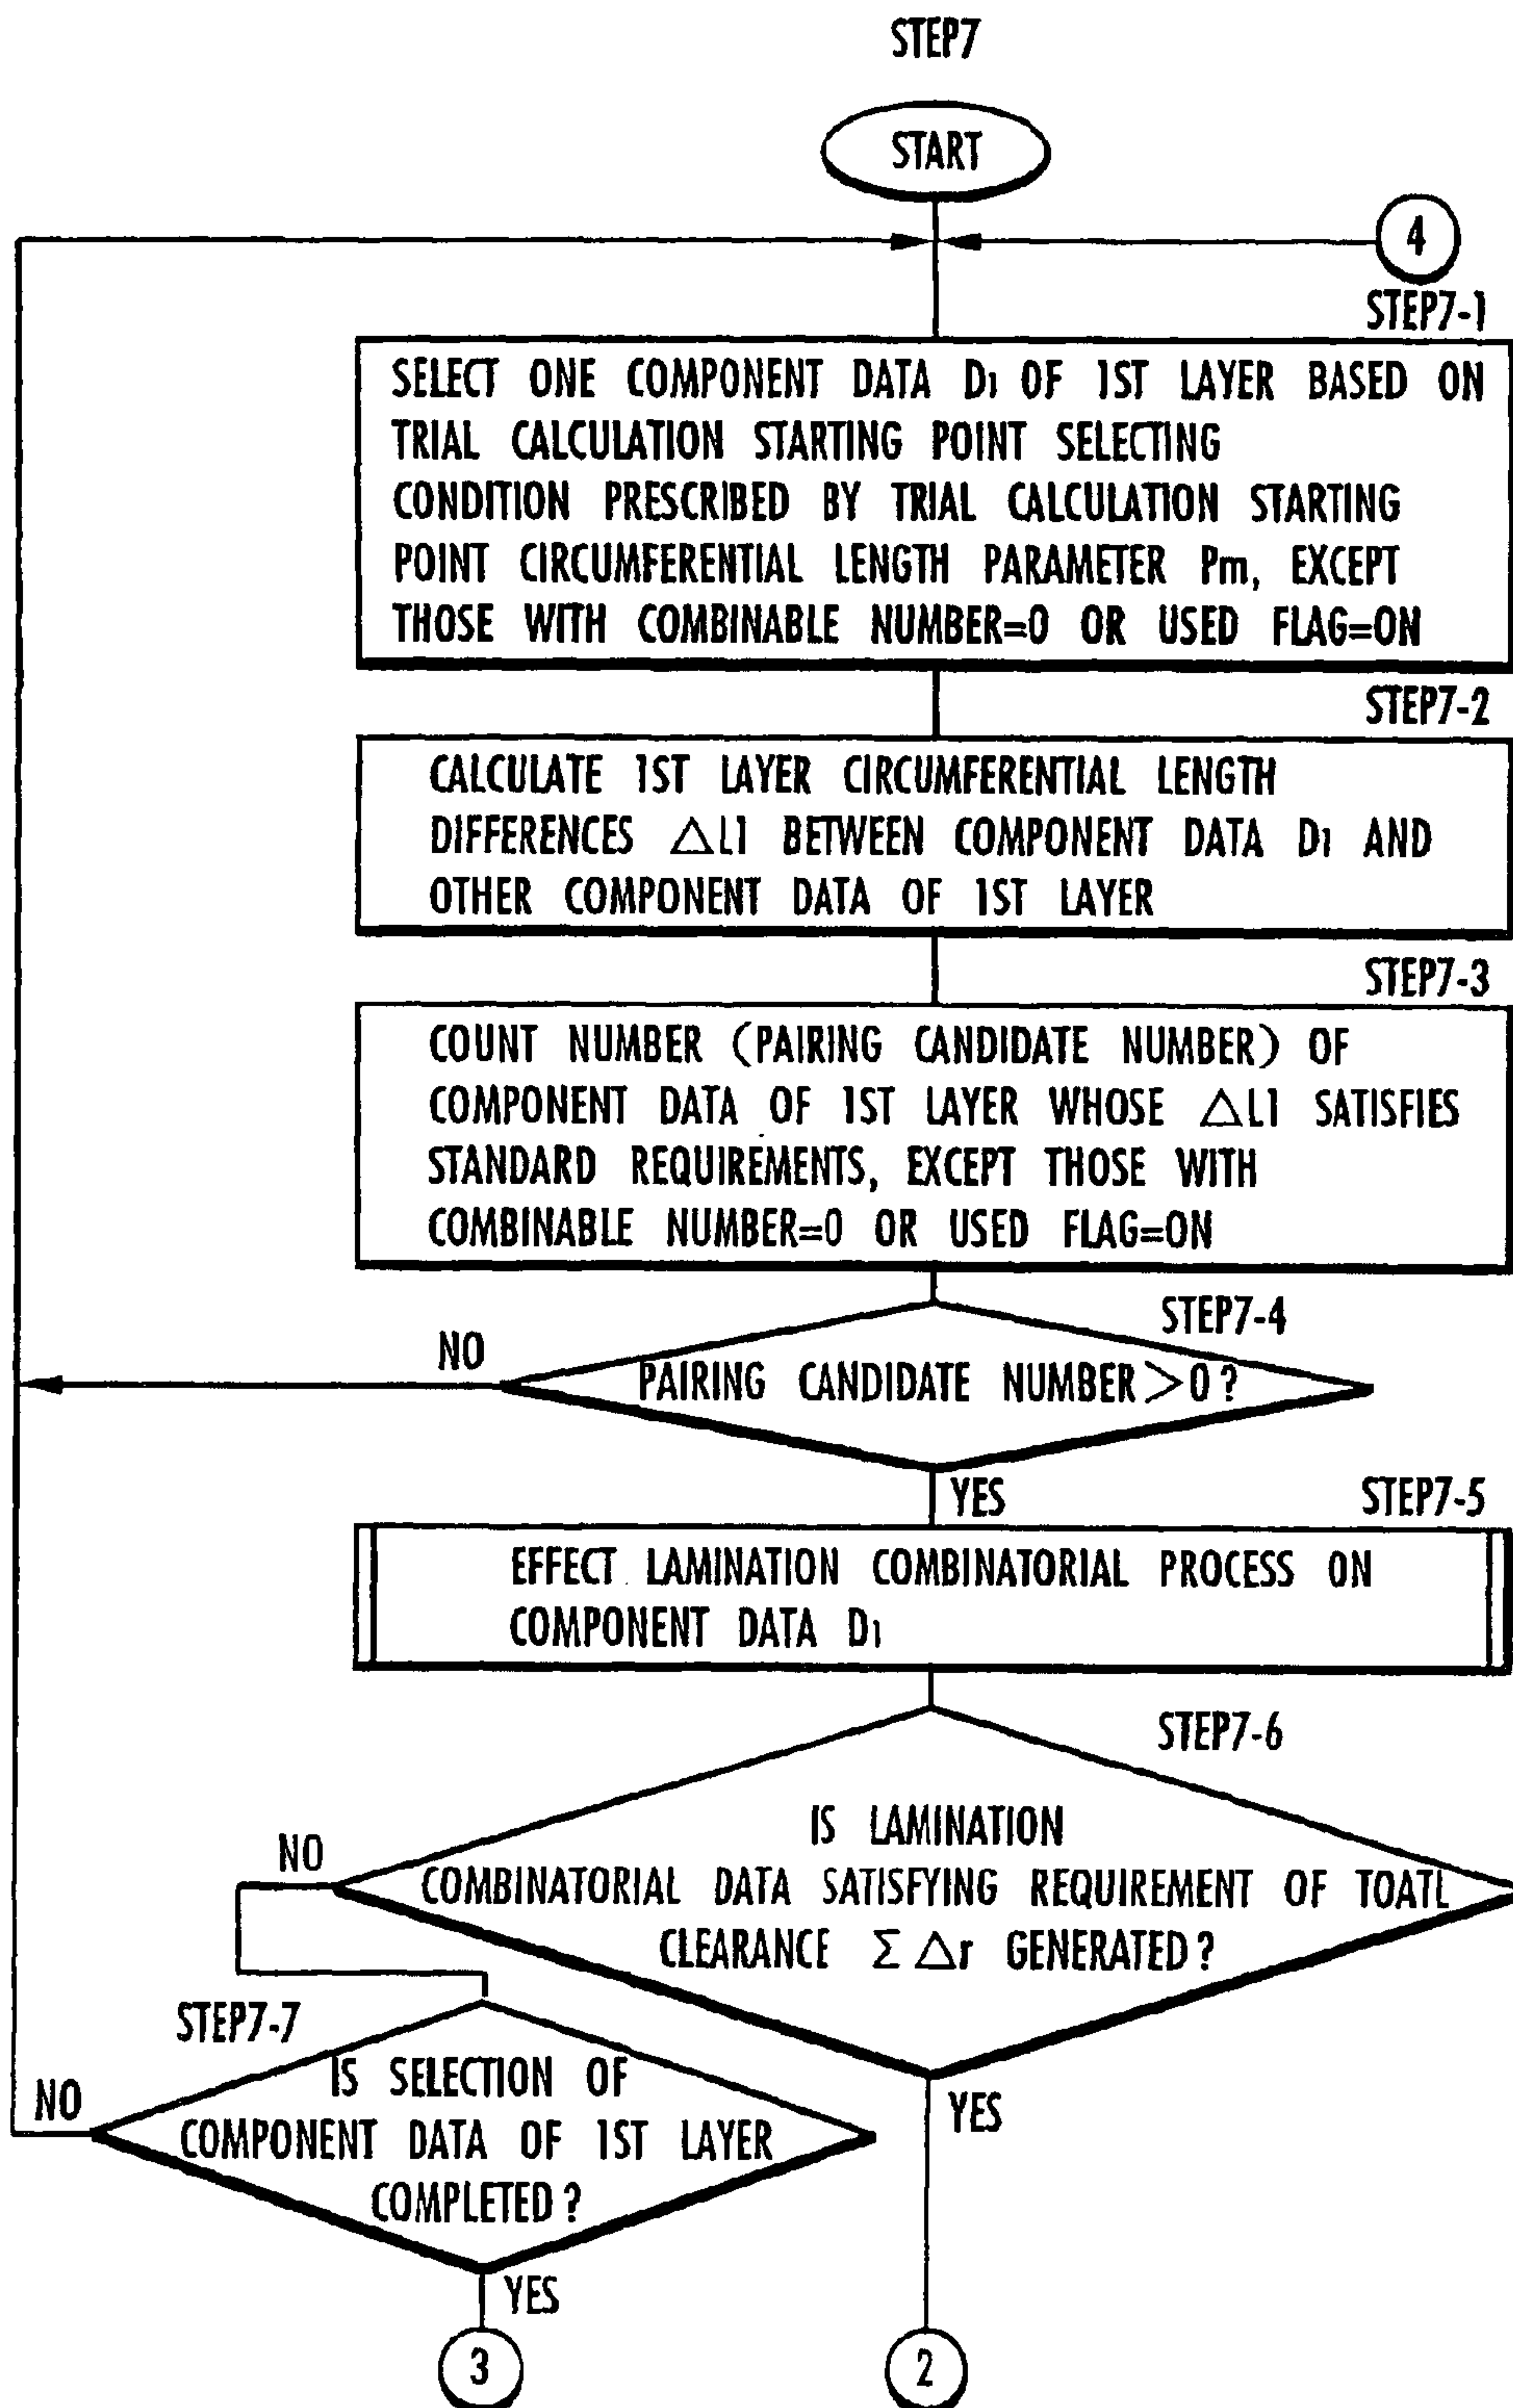 STEP7
START
4
STEP7-1
SELECT ONE COMPONENT DATA D1 OF 1ST LAYER BASED ON
TRIAL CALCULATION STARTING POINT SELECTING
CONDITION PRESCRIBED BY TRIAL CALCULATION STARTING
POINT CIRCUMFERENTIAL LENGTH PARAMETER Pm, EXCEPT
THOSE WITH COMBINABLE NUMBER=0 OR USED FLAG=ON
STEP7-2
CALCULATE 1ST LAYER CIRCUMFERENTIAL LENGTH
DIFFERENCES △L1 BETWEEN COMPONENT DATA D1 AND
OTHER COMPONENT DATA OF 1ST LAYER
STEP7-3
COUNT NUMBER (PAIRING CANDIDATE NUMBER) OF
COMPONENT DATA OF 1ST LAYER WHOSE △L1 SATISFIES
STANDARD REQUIREMENTS, EXCEPT THOSE WITH
COMBINABLE NUMBER=0 OR USED FLAG=ON
STEP7-4
NO
PAIRING CANDIDATE NUMBER>0?
YES
STEP7-5
EFFECT LAMINATION COMBINATORIAL PROCESS ON
COMPONENT DATA D1
STEP7-6
IS LAMINATION
NO
COMBINATORIAL DATA SATISFYING REQUIREMENT OF TOATL
CLEARANCE Σ△r GENERATED?
STEP7-7
YES
IS SELECTION OF
NO
COMPONENT DATA OF 1ST LAYER
COMPLETED?
YES
3
2